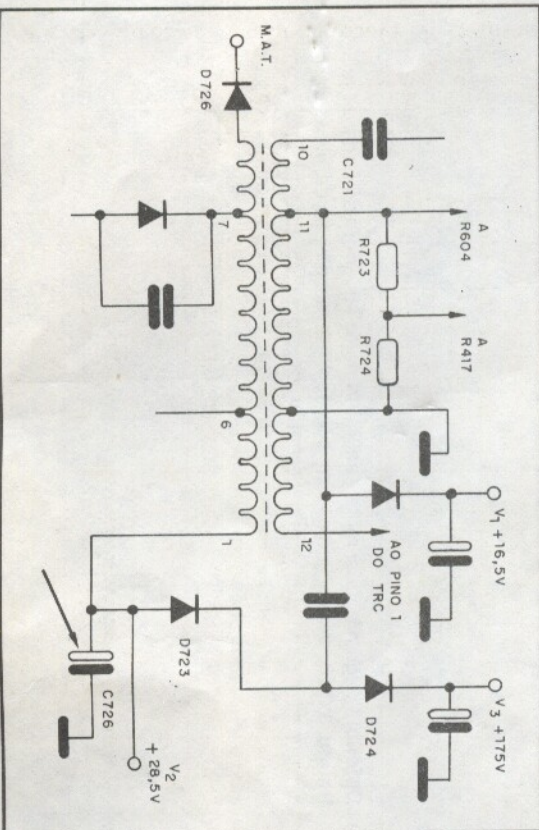 M.A.T.
D726
10
C721
11
7
A
R604
R723
A
R417
R724
6
1
12
AO PINO 1
DO TRC
V1 +16,5V
D723
C726
V2
+ 28,5V
D724
V3 +175V